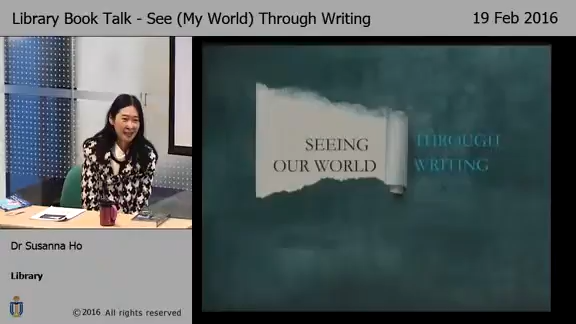 Library Book Talk - See (My World) Through Writing
19 Feb 2016
SEEING
OUR WORLD
THROUGH
WRITING
Dr Susanna Ho
Library
©2016 All rights reserved